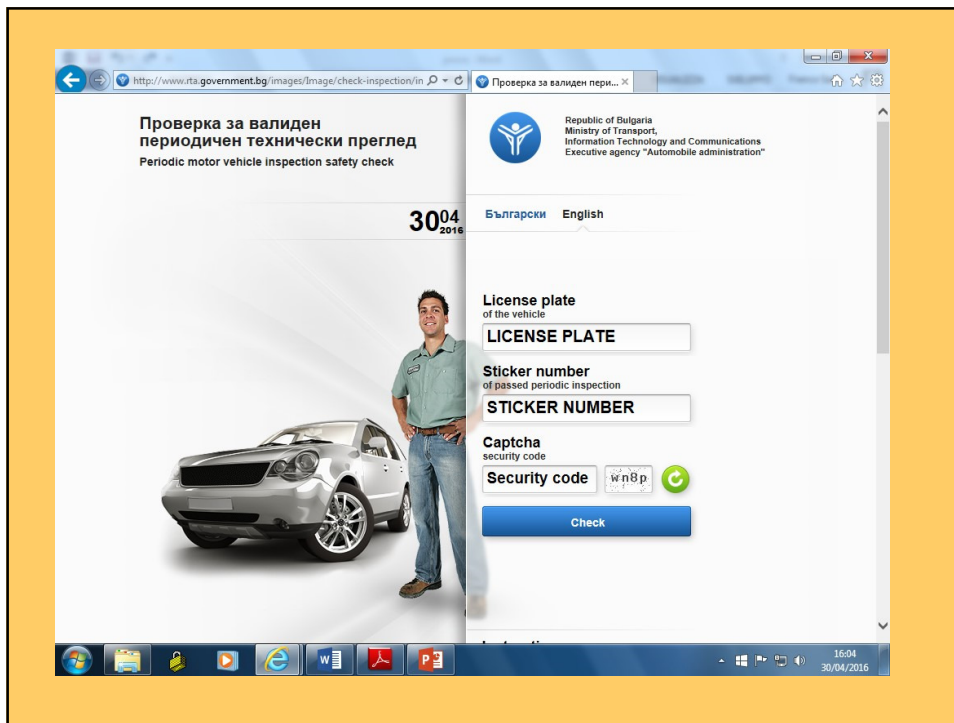 http://www.rta.government.bg/images/Image/check-inspection/in
Проверка за валиден пери...
Проверка за валиден
периодичен технически преглед
Periodic motor vehicle inspection safety check
30 04
2016
Republic of Bulgaria
Ministry of Transport,
Information Technology and Communications
Executive agency "Automobile administration"
Български English
License plate
of the vehicle
LICENSE PLATE
Sticker number
of passed periodic inspection
STICKER NUMBER
Captcha
security code
Security code wn8p
Check
16:04
30/04/2016